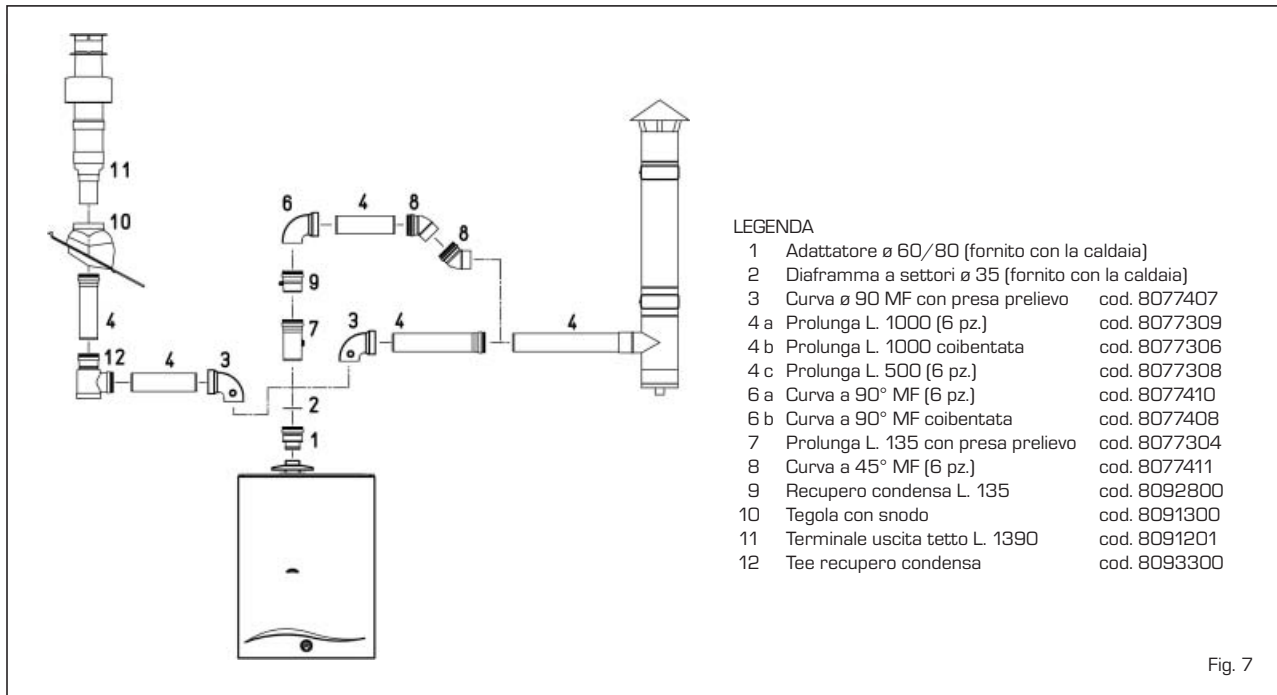 11
10
4
12
4
3
6
4
8
8
9
7
3
4
4
2
1
LEGENDA
1 Adattatore ø 60/80 (fornito con la caldaia)
2 Diaframma a settori ø 35 (fornito con la caldaia)
3 Curva ø 90 MF con presa prelievo cod. 8077407
4 a Prolunga L. 1000 (6 pz.) cod. 8077309
4 b Prolunga L. 1000 coibentata cod. 8077306
4 c Prolunga L. 500 (6 pz.) cod. 8077308
6 a Curva a 90° MF (6 pz.) cod. 8077410
6 b Curva a 90° MF coibentata cod. 8077408
7 Prolunga L. 135 con presa prelievo cod. 8077304
8 Curva a 45° MF (6 pz.) cod. 8077411
9 Recupero condensa L. 135 cod. 8092800
10 Tegola con snodo cod. 8091300
11 Terminale uscita tetto L. 1390 cod. 8091201
12 Tee recupero condensa cod. 8093300
Fig. 7